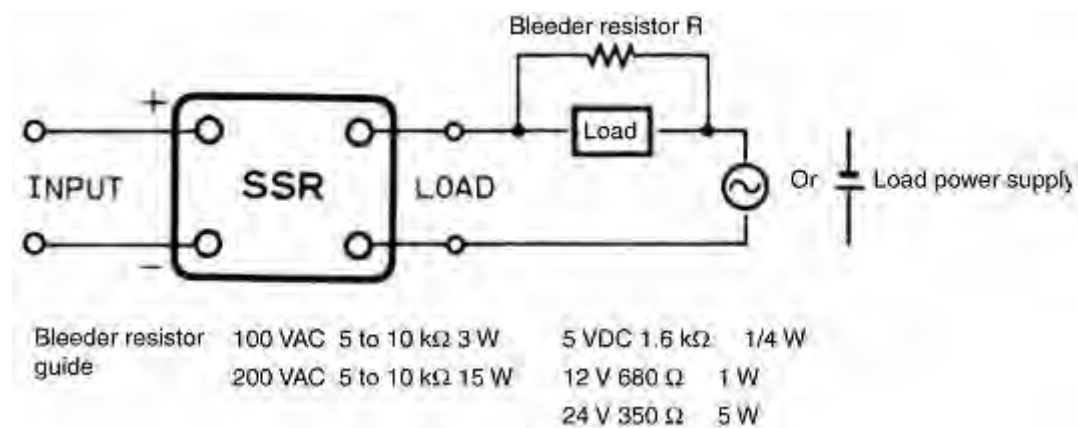 Bleeder resistor R
+
Load
INPUT
SSR
LOAD
Or
Load power supply
−
Bleeder resistor guide
100 VAC 5 to 10 kΩ 3 W
200 VAC 5 to 10 kΩ 15 W
5 VDC 1.6 kΩ 1/4 W
12 V 680 Ω 1 W
24 V 350 Ω 5 W